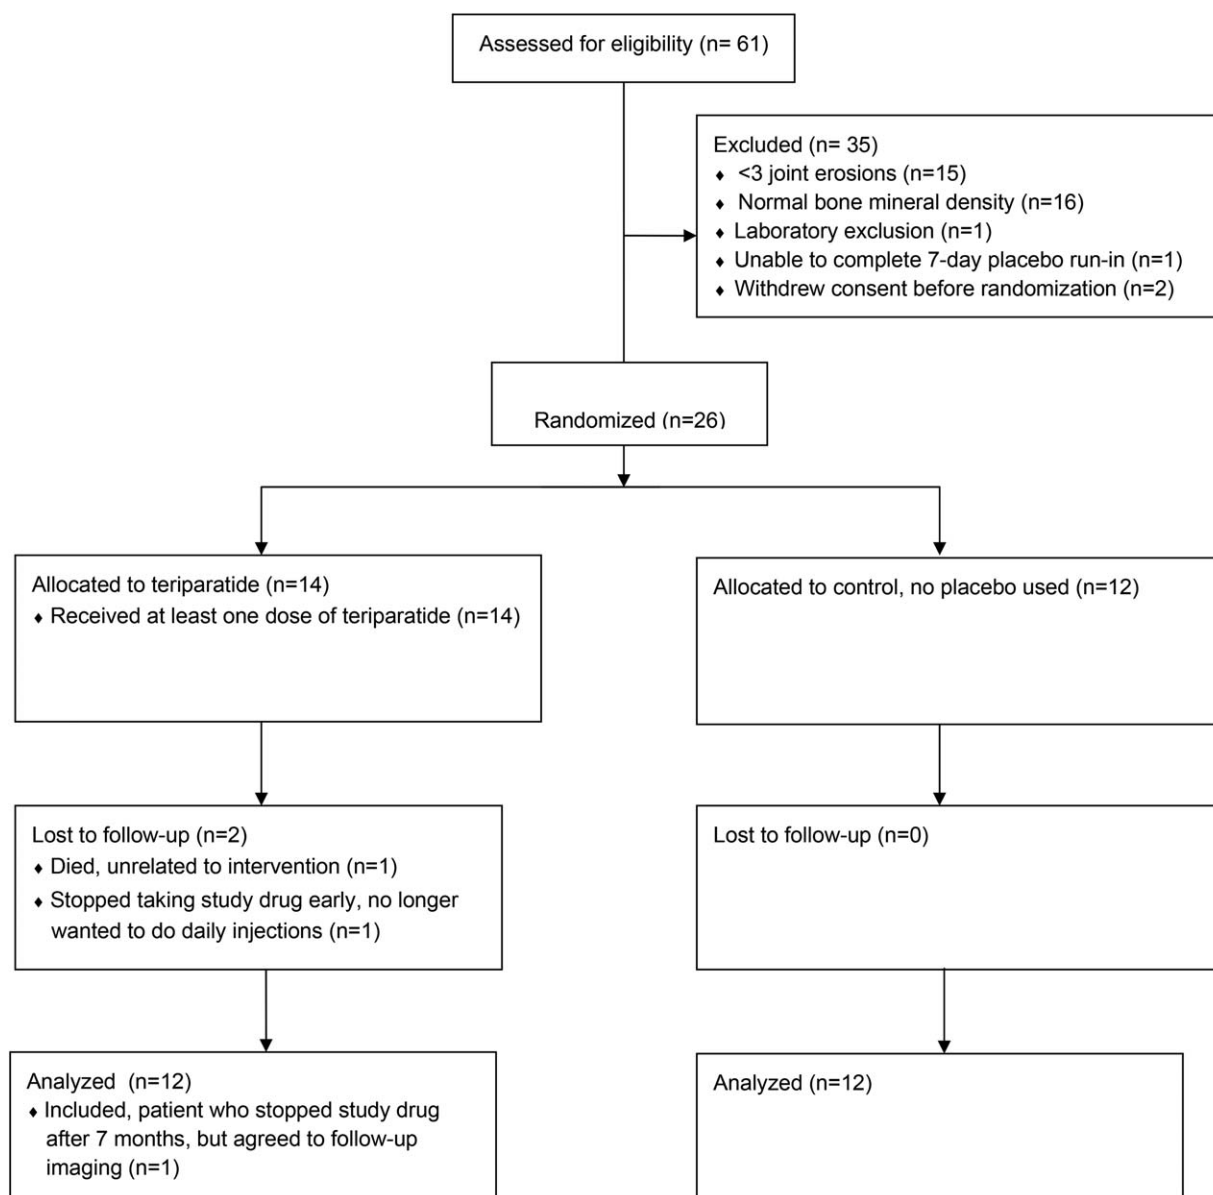 Assessed for eligibility (n= 61)
Excluded (n= 35)
♦ <3 joint erosions (n=15)
♦ Normal bone mineral density (n=16)
♦ Laboratory exclusion (n=1)
♦ Unable to complete 7-day placebo run-in (n=1)
♦ Withdrew consent before randomization (n=2)
Randomized (n=26)
Allocated to teriparatide (n=14)
♦ Received at least one dose of teriparatide (n=14)
Allocated to control, no placebo used (n=12)
Lost to follow-up (n=2)
♦ Died, unrelated to intervention (n=1)
♦ Stopped taking study drug early, no longer
wanted to do daily injections (n=1)
Lost to follow-up (n=0)
Analyzed (n=12)
♦ Included, patient who stopped study drug
after 7 months, but agreed to follow-up
imaging (n=1)
Analyzed (n=12)